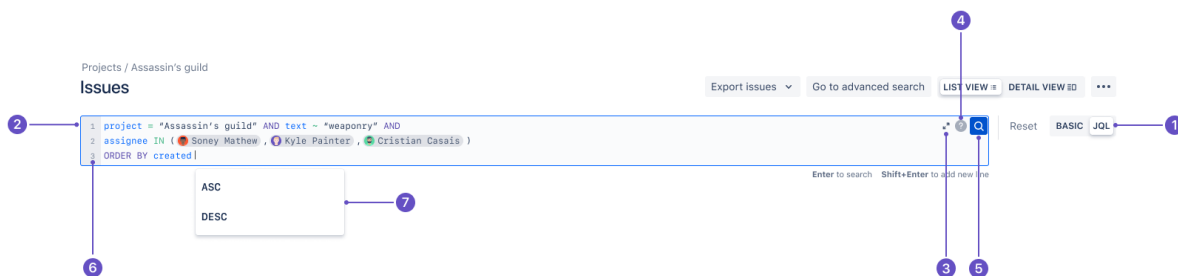 4
Projects / Assassin's guild
Issues
Export issues
Go to advanced search
LIST VIEW
DETAIL VIEW
2
1 project = “Assassin's guild” AND text ~ “weaponry” AND
2 assignee IN ( Soney Mathew , Kyle Painter , Cristian Casais )
3 ORDER BY created
?
Reset
BASIC
JQL
1
Enter to search Shift+Enter to add new line
ASC
DESC
7
6
3
5